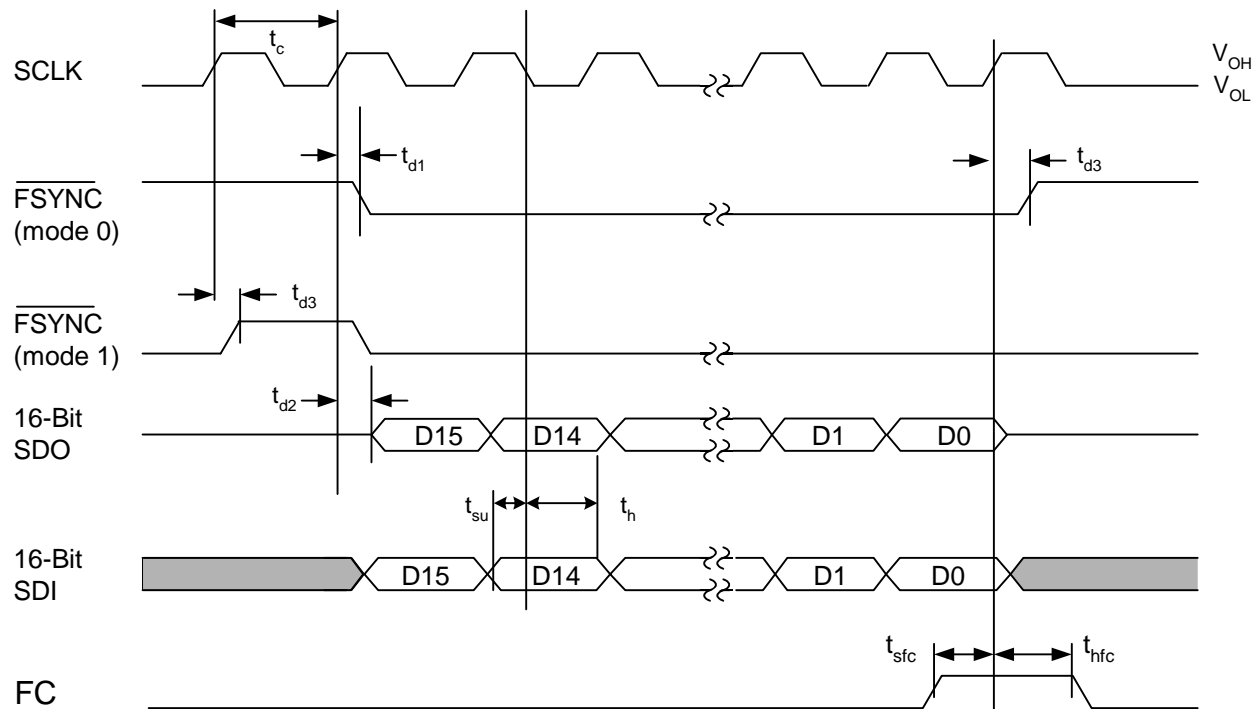 t_c
SCLK
V_OH
V_OL
t_d1
t_d3
FSYNC
(mode 0)
t_d3
FSYNC
(mode 1)
t_d2
16-Bit
SDO
D15 D14 D1 D0
t_su t_h
16-Bit
SDI
D15 D14 D1 D0
t_sfc t_hfc
FC